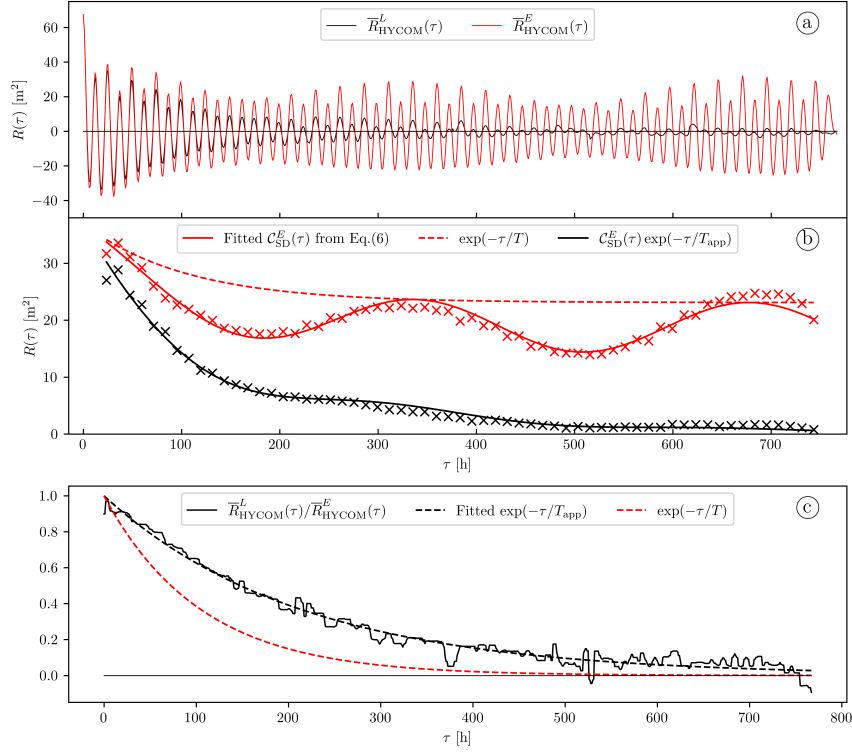 R̅ᴸ_HYCOM(τ) R̅ᴱ_HYCOM(τ) a
R(τ) [m²]
60
40
20
0
−20
−40
Fitted 𝒞ᴱ_SD(τ) from Eq.(6) exp(−τ/T) 𝒞ᴱ_SD(τ) exp(−τ/T_app) b
R(τ) [m²]
30
20
10
0
0 100 200 300 400 500 600 700
τ [h]
R̅ᴸ_HYCOM(τ)/R̅ᴱ_HYCOM(τ) Fitted exp(−τ/T_app) exp(−τ/T) c
1.0
0.8
0.6
0.4
0.2
0.0
0 100 200 300 400 500 600 700 800
τ [h]